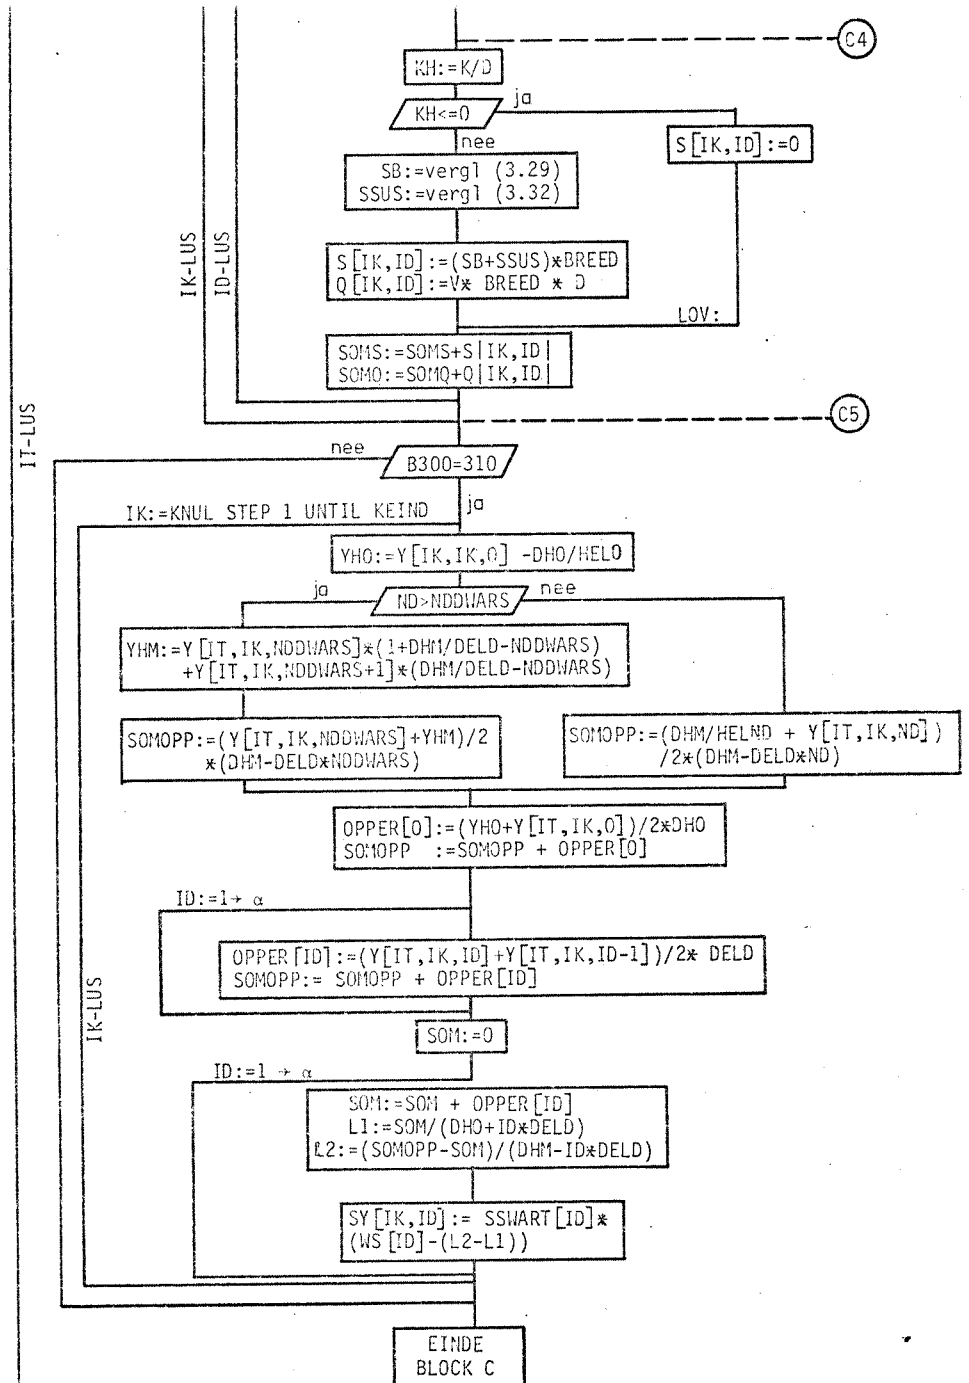 C4
KH:=K/D
ja
KH<=0
nee
S[IK,ID]:=0
SB:=vergl (3.29)
SSUS:=vergl (3.32)
IK-LUS
ID-LUS
S[IK,ID]:=(SB+SSUS)*BREED
Q[IK,ID]:=V* BREED * D
LOV:
SOMS:=SOMS+S|IK,ID|
SOMQ:=SOMQ+Q|IK,ID|
C5
IT-LUS
nee
B300=310
ja
IK:=KNUL STEP 1 UNTIL KEIND
YHO:=Y[IK,IK,0] -DHO/HELO
ja
ND>NDDWARS
nee
YHM:=Y[IT,IK,NDDWARS]*(1+DHM/DELD-NDDWARS)
+Y[IT,IK,NDDWARS+1]*(DHM/DELD-NDDWARS)
SOMOPP:=(Y[IT,IK,NDDWARS]+YHM)/2
*(DHM-DELD*NDDWARS)
SOMOPP:=(DHM/HELND + Y[IT,IK,ND])
/2*(DHM-DELD*ND)
OPPER[0]:=(YHO+Y[IT,IK,0])/2*DHO
SOMOPP :=SOMOPP + OPPER[0]
ID:=1→ α
OPPER[ID]:=(Y[IT,IK,ID]+Y[IT,IK,ID-1])/2* DELD
SOMOPP:= SOMOPP + OPPER[ID]
IK-LUS
SOM:=0
ID:=1 → α
SOM:=SOM + OPPER[ID]
L1:=SOM/(DHO+ID*DELD)
L2:=(SOMOPP-SOM)/(DHM-ID*DELD)
SY[IK,ID]:= SSWART[ID]*
(WS[ID]-(L2-L1))
EINDE
BLOCK C